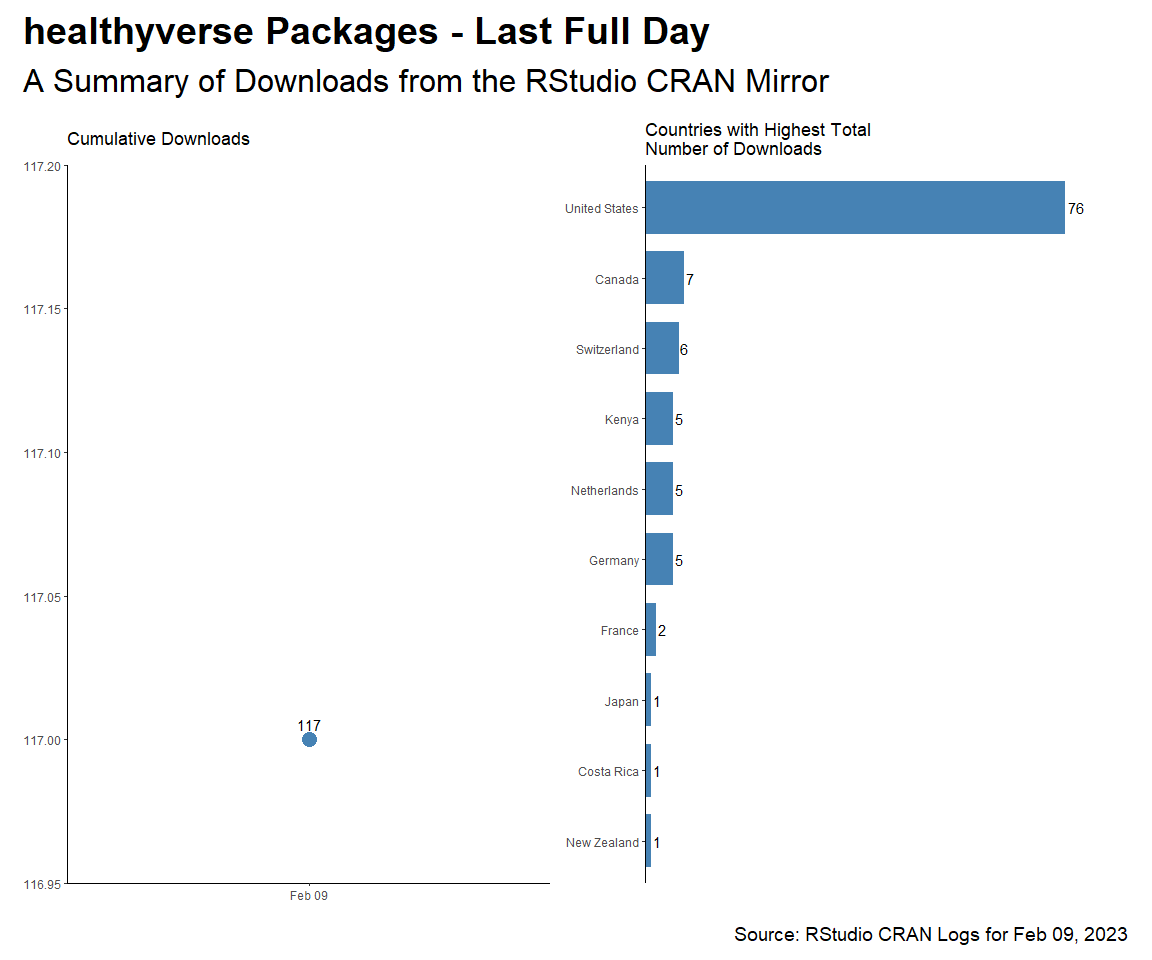 healthyverse Packages - Last Full Day
A Summary of Downloads from the RStudio CRAN Mirror
Cumulative Downloads
117.20
117.15
117.10
117.05
117.00
116.95
117
Feb 09
Countries with Highest Total
Number of Downloads
United States 76
Canada 7
Switzerland 6
Kenya 5
Netherlands 5
Germany 5
France 2
Japan 1
Costa Rica 1
New Zealand 1
Source: RStudio CRAN Logs for Feb 09, 2023